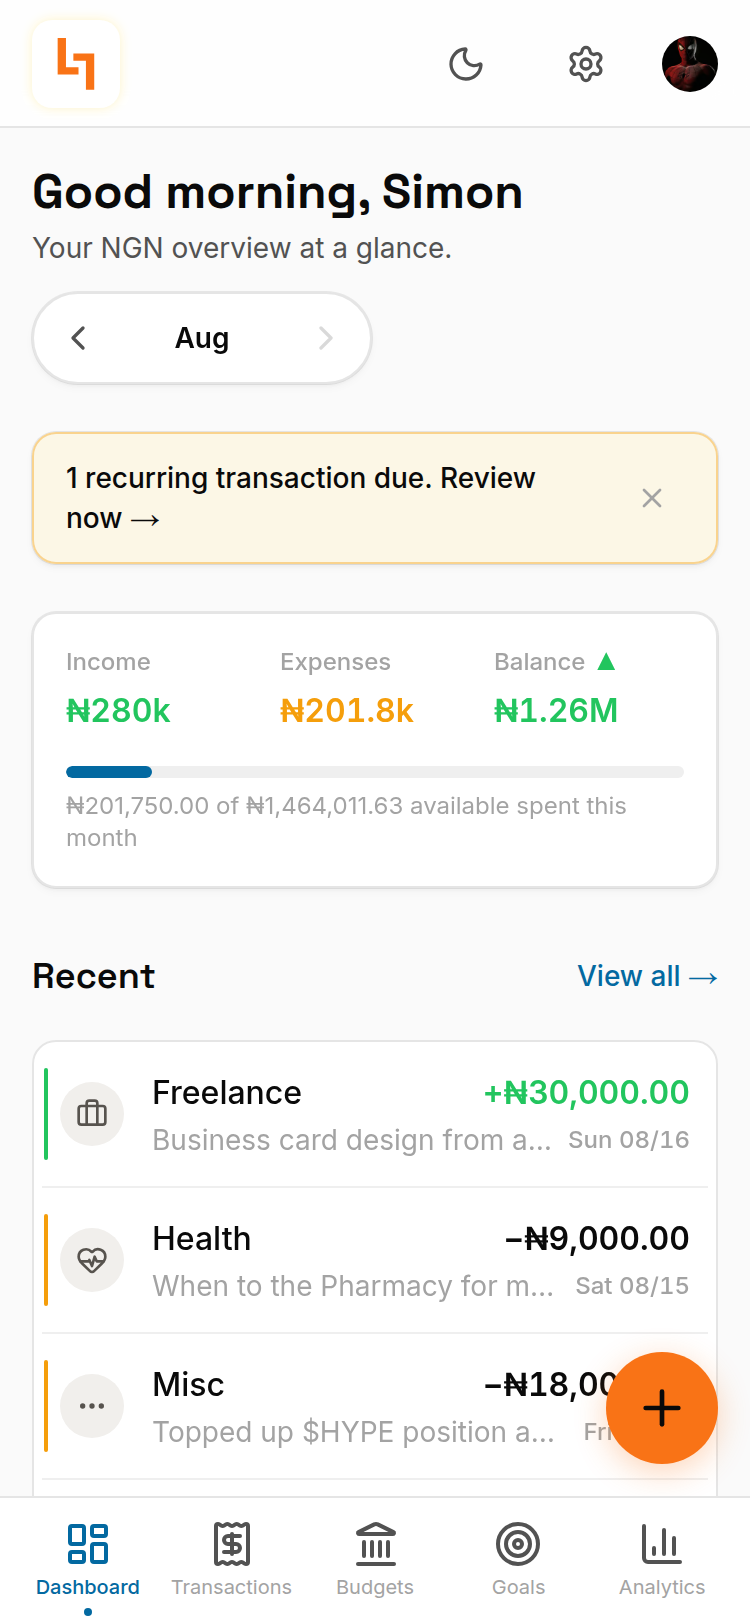 Good morning, Simon
Your NGN overview at a glance.
Aug
1 recurring transaction due. Review
now →
Income Expenses Balance ▲
₦280k ₦201.8k ₦1.26M
₦201,750.00 of ₦1,464,011.63 available spent this
month
Recent View all →
Freelance +₦30,000.00
Business card design from a... Sun 08/16
Health –₦9,000.00
When to the Pharmacy for m... Sat 08/15
Misc –₦18,00
Topped up $HYPE position a... Fri
Dashboard Transactions Budgets Goals Analytics